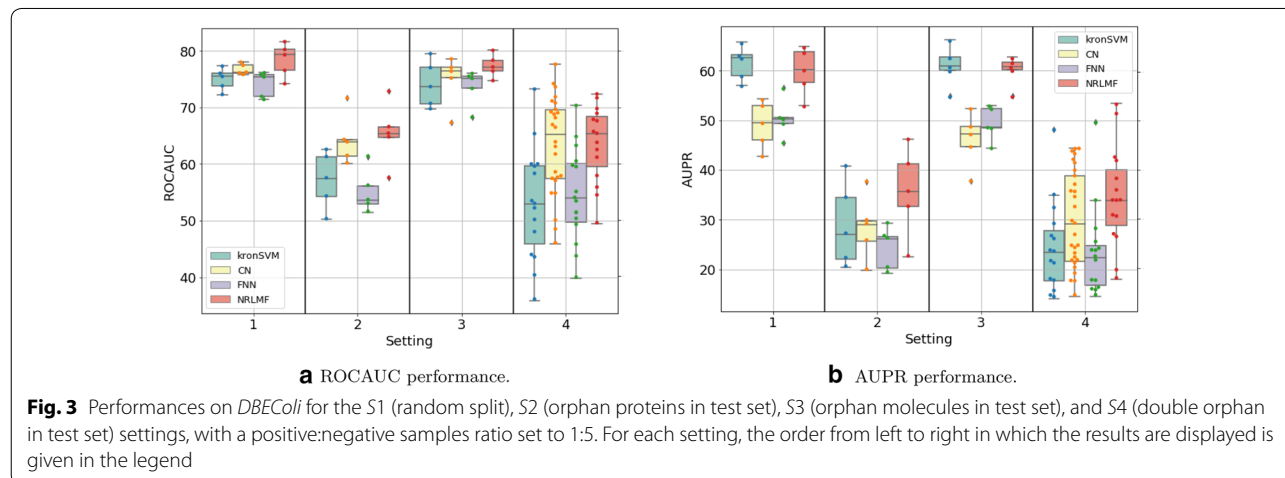 80
70
60
50
40
ROCAUC
kronSVM
CN
FNN
NRLMF
1
2
3
4
Setting
a ROCAUC performance.
60
50
40
30
20
AUPR
kronSVM
CN
FNN
NRLMF
1
2
3
4
Setting
b AUPR performance.
Fig. 3 Performances on DBEColi for the S1 (random split), S2 (orphan proteins in test set), S3 (orphan molecules in test set), and S4 (double orphan
in test set) settings, with a positive:negative samples ratio set to 1:5. For each setting, the order from left to right in which the results are displayed is
given in the legend